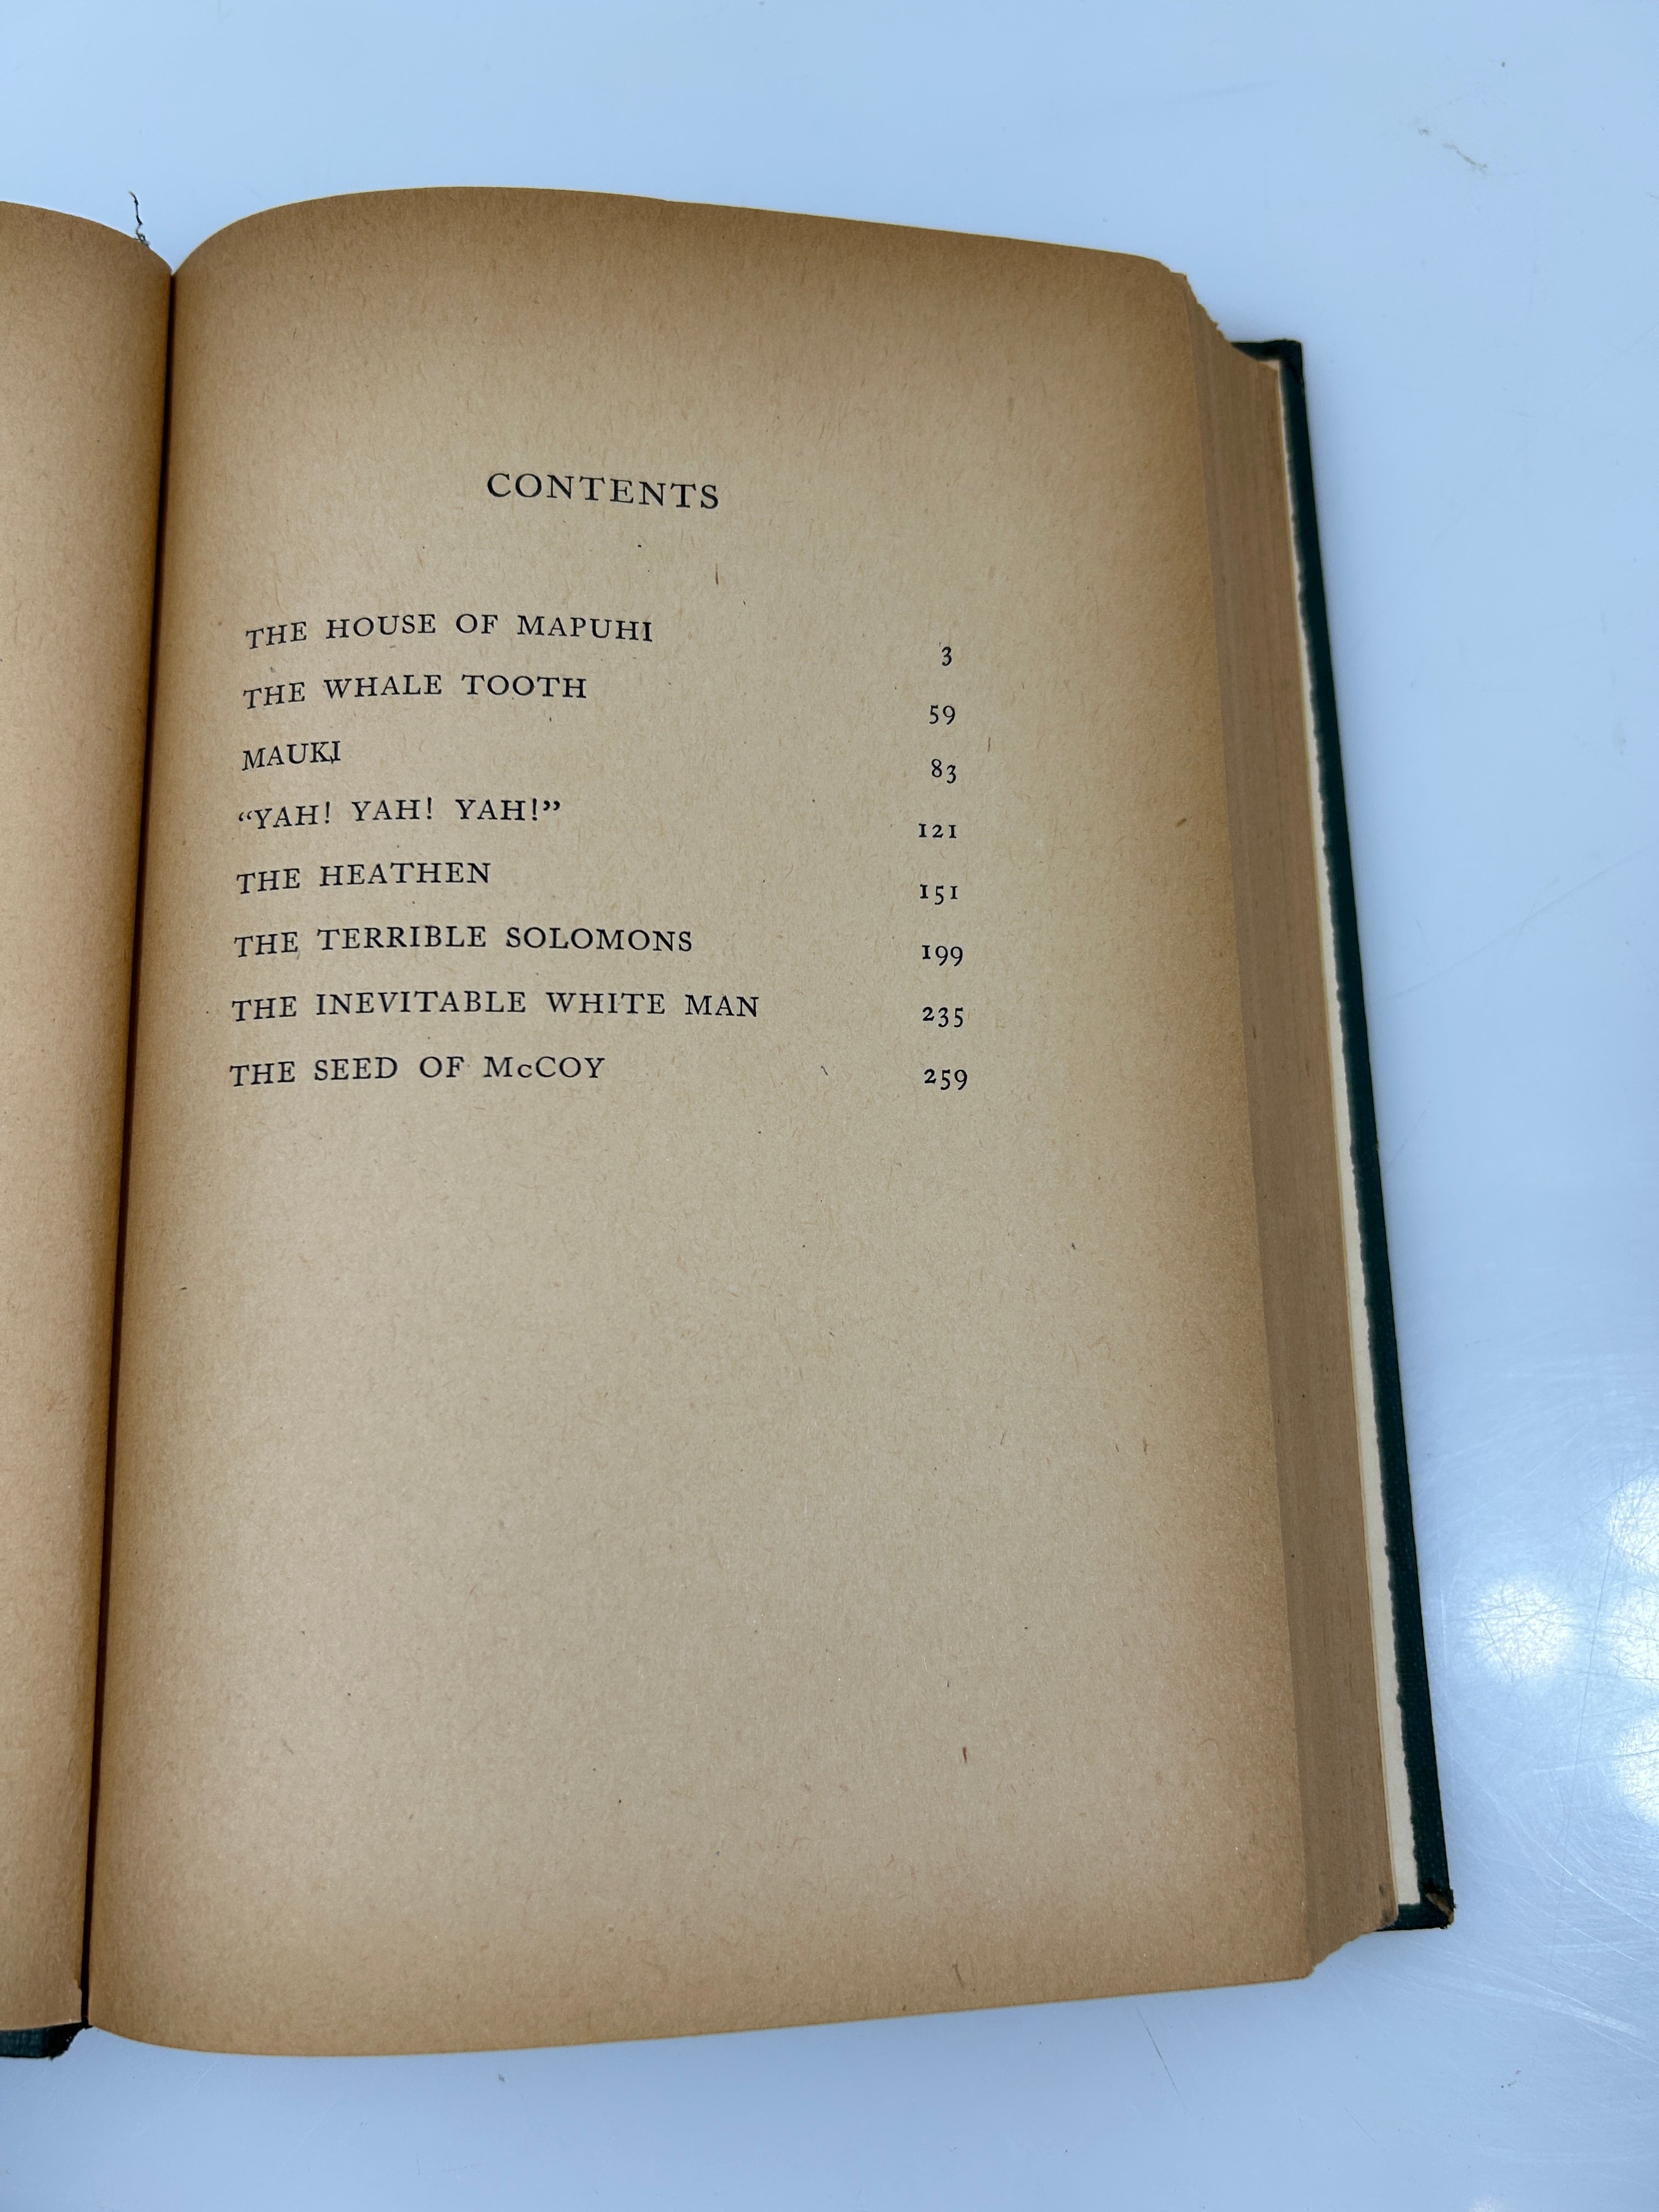 CONTENTS
THE HOUSE OF MAPUHI 3
THE WHALE TOOTH 59
MAUKI 83
“YAH! YAH! YAH!” 121
THE HEATHEN 151
THE TERRIBLE SOLOMONS 199
THE INEVITABLE WHITE MAN 235
THE SEED OF McCOY 259